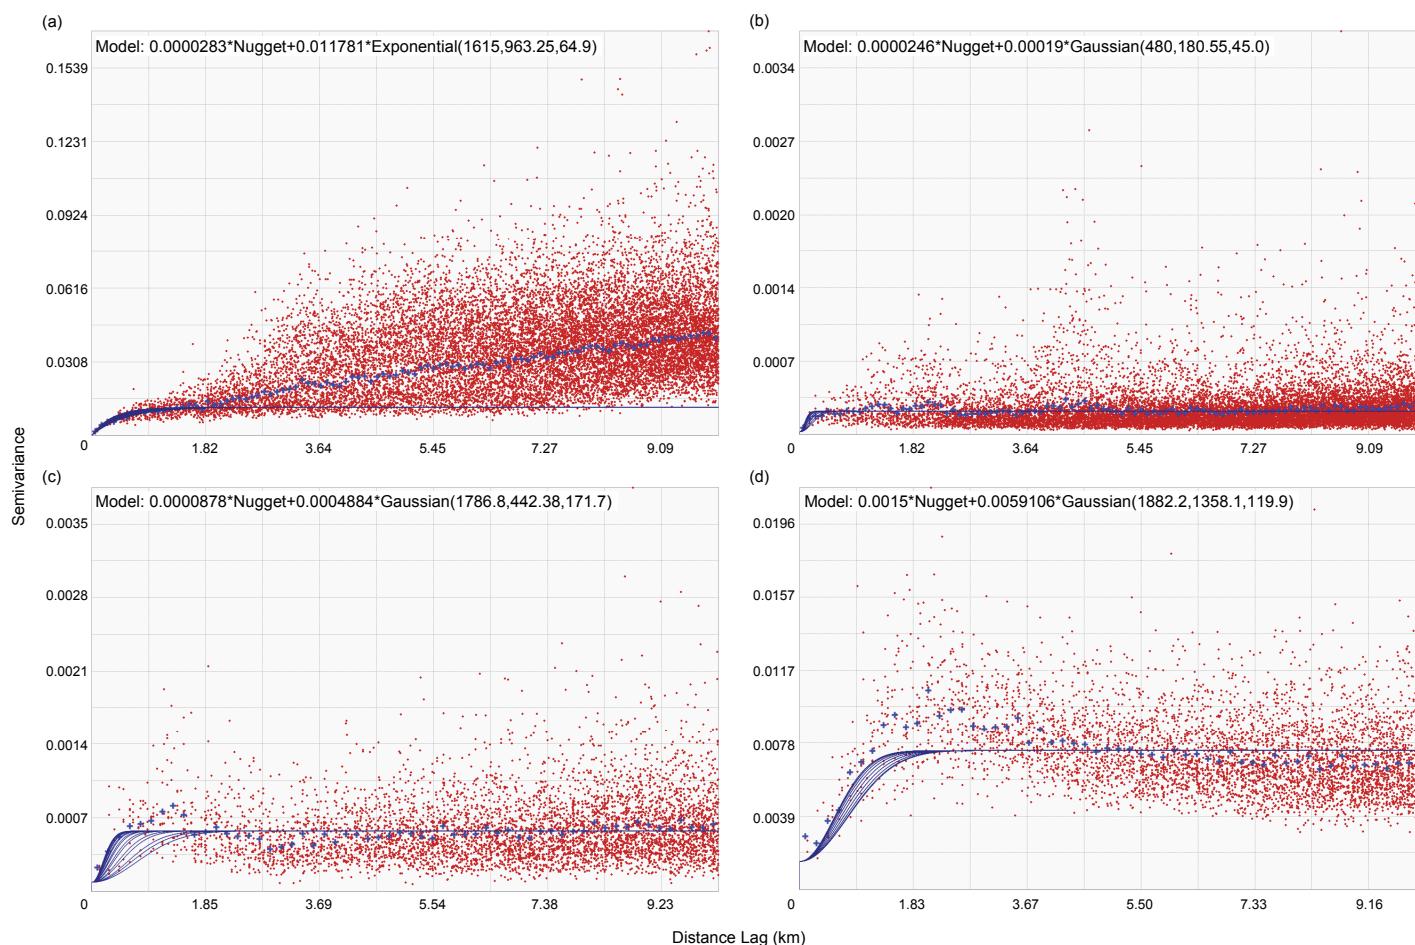 (a)
Model: 0.0000283*Nugget+0.011781*Exponential(1615,963.25,64.9)
0.1539
0.1231
0.0924
0.0616
0.0308
0 1.82 3.64 5.45 7.27 9.09
(b)
Model: 0.0000246*Nugget+0.00019*Gaussian(480,180.55,45.0)
0.0034
0.0027
0.0020
0.0014
0.0007
0 1.82 3.64 5.45 7.27 9.09
(c)
Model: 0.0000878*Nugget+0.0004884*Gaussian(1786.8,442.38,171.7)
0.0035
0.0028
0.0021
0.0014
0.0007
0 1.85 3.69 5.54 7.38 9.23
(d)
Model: 0.0015*Nugget+0.0059106*Gaussian(1882.2,1358.1,119.9)
0.0196
0.0157
0.0117
0.0078
0.0039
0 1.83 3.67 5.50 7.33 9.16
Semivariance
Distance Lag (km)